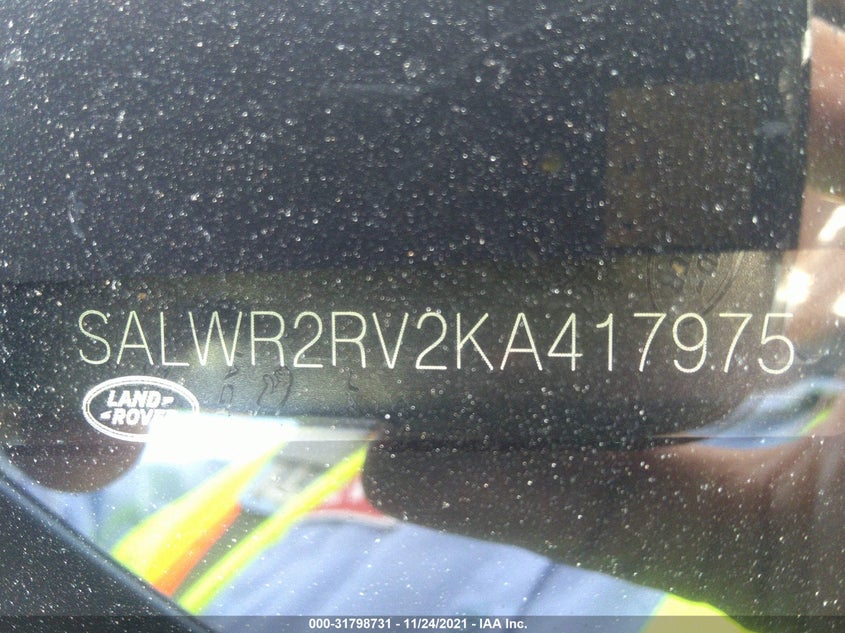 SALWR2RV2KA417975
LAND
ROVER
000-31798731 - 11/24/2021 - IAA Inc.